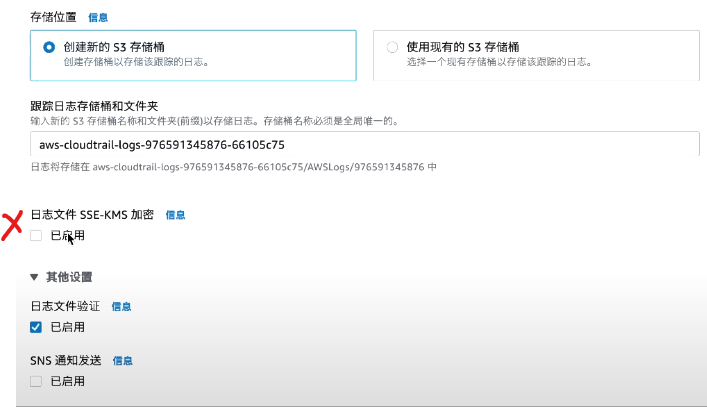 存储位置 信息
创建新的 S3 存储桶 使用现有的 S3 存储桶
创建存储桶以存储该跟踪的日志。 选择一个现有存储桶以存储该跟踪的日志。
跟踪日志存储桶和文件夹
输入新的 S3 存储桶名称和文件夹(前缀)以存储日志。存储桶名称必须是全局唯一的。
aws-cloudtrail-logs-976591345876-66105c75
日志将存储在 aws-cloudtrail-logs-976591345876-66105c75/AWSLogs/976591345876 中
日志文件 SSE-KMS 加密 信息
已启用
其他设置
日志文件验证 信息
已启用
SNS 通知发送 信息
已启用